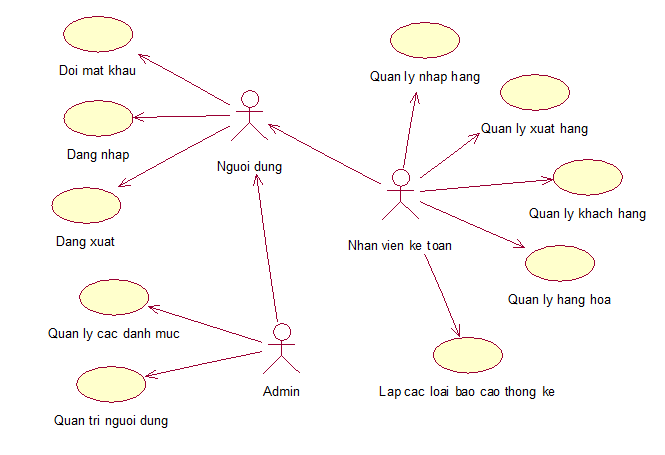 Doi mat khau
Quan ly nhap hang
Quan ly xuat hang
Dang nhap
Nguoi dung
Quan ly khach hang
Dang xuat
Nhan vien ke toan
Quan ly hang hoa
Quan ly cac danh muc
Admin
Lap cac loai bao cao thong ke
Quan tri nguoi dung